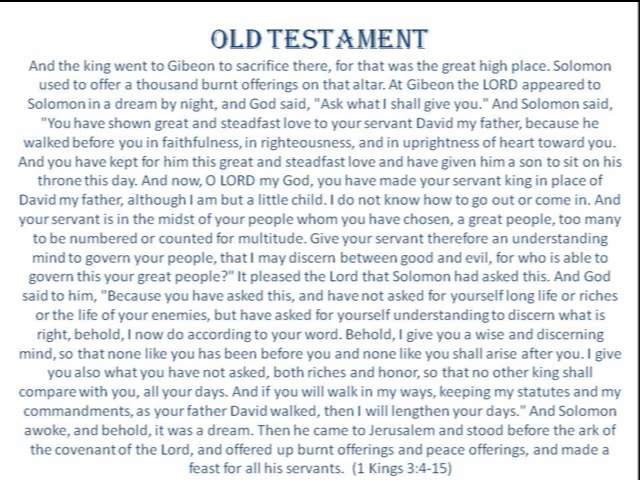 OLD TESTAMENT
And the king went to Gibeon to sacrifice there, for that was the great high place. Solomon
used to offer a thousand burnt offerings on that altar. At Gibeon the LORD appeared to
Solomon in a dream by night, and God said, "Ask what I shall give you." And Solomon said,
"You have shown great and steadfast love to your servant David my father, because he
walked before you in faithfulness, in righteousness, and in uprightness of heart toward you.
And you have kept for him this great and steadfast love and have given him a son to sit on his
throne this day. And now, O LORD my God, you have made your servant king in place of
David my father, although I am but a little child. I do not know how to go out or come in. And
your servant is in the midst of your people whom you have chosen, a great people, too many
to be numbered or counted for multitude. Give your servant therefore an understanding
mind to govern your people, that I may discern between good and evil, for who is able to
govern this your great people?" It pleased the Lord that Solomon had asked this. And God
said to him, "Because you have asked this, and have not asked for yourself long life or riches
or the life of your enemies, but have asked for yourself understanding to discern what is
right, behold, I now do according to your word. Behold, I give you a wise and discerning
mind, so that none like you has been before you and none like you shall arise after you. I give
you also what you have not asked, both riches and honor, so that no other king shall
compare with you, all your days. And if you will walk in my ways, keeping my statutes and my
commandments, as your father David walked, then I will lengthen your days." And Solomon
awoke, and behold, it was a dream. Then he came to Jerusalem and stood before the ark of
the covenant of the Lord, and offered up burnt offerings and peace offerings, and made a
feast for all his servants. (1 Kings 3:4-15)